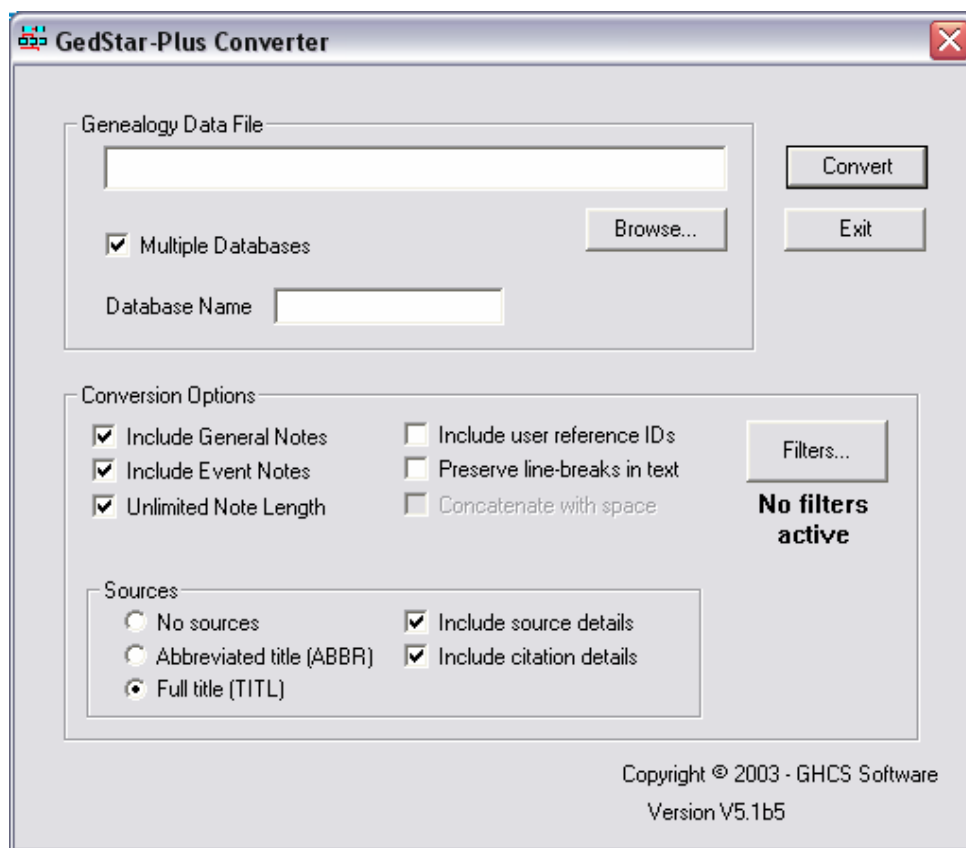 GedStar-Plus Converter
Genealogy Data File
Convert
Browse...
Exit
Multiple Databases
Database Name
Conversion Options
Include General Notes
Include user reference IDs
Filters...
Include Event Notes
Preserve line-breaks in text
Unlimited Note Length
Concatenate with space
No filters
active
Sources
No sources
Include source details
Abbreviated title (ABBR)
Include citation details
Full title (TITL)
Copyright © 2003 - GHCS Software
Version V5.1b5